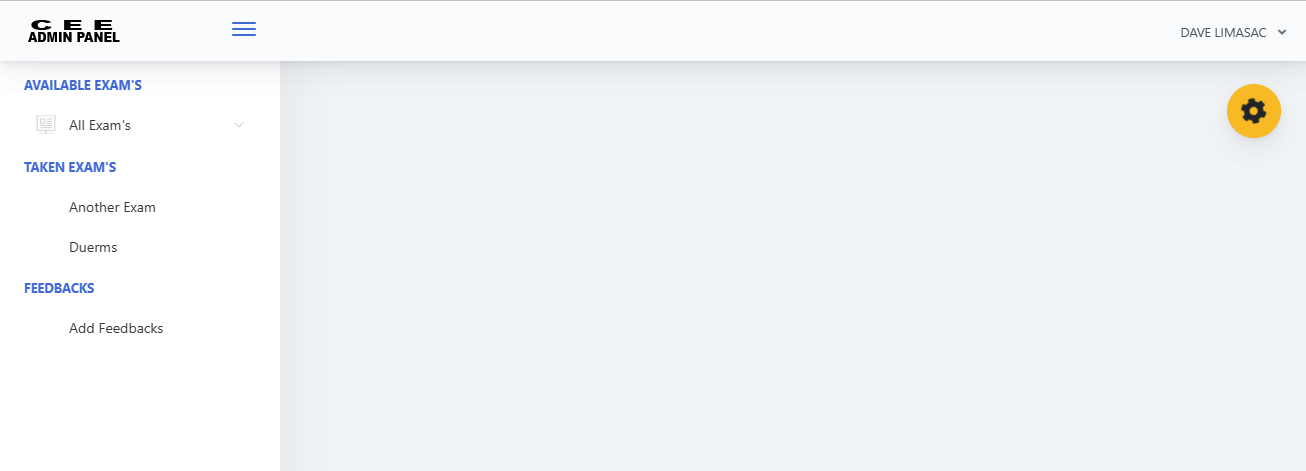 C E E
ADMIN PANEL
DAVE LIMASAC
AVAILABLE EXAM'S
All Exam's
TAKEN EXAM'S
Another Exam
Duerms
FEEDBACKS
Add Feedbacks